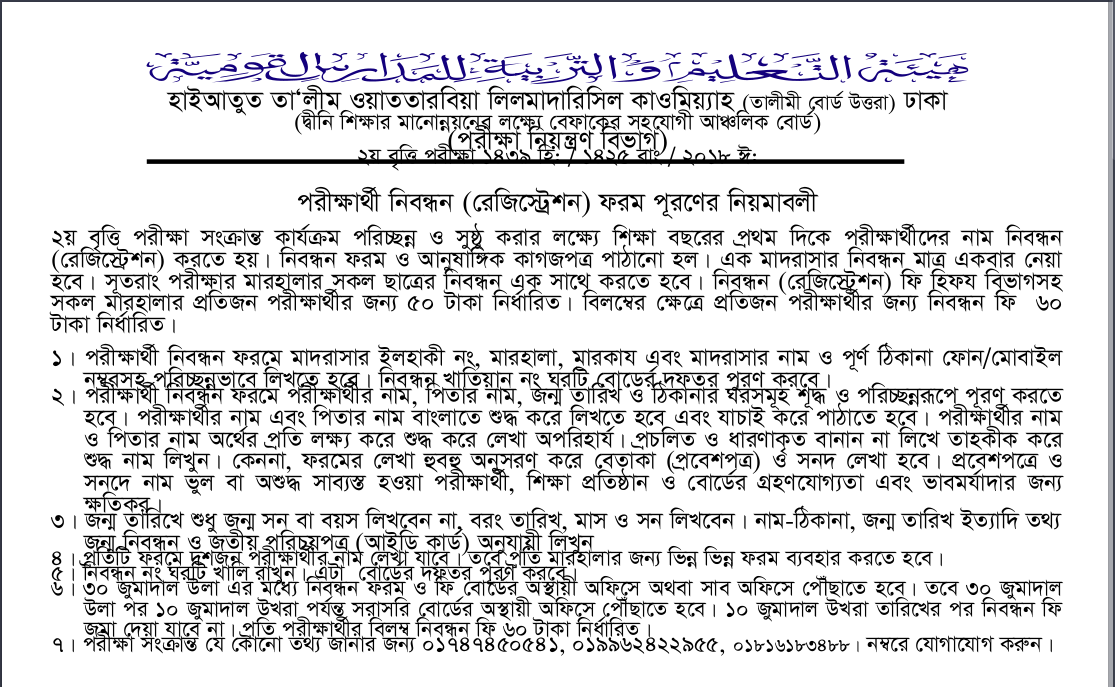 هيئة التعليم والتربية للمدارس القومية
হাইআতুত তা‘লীম ওয়াততারবিয়া লিলমাদারিসিল কাওমিয়্যাহ (তালীমী বোর্ড উত্তরা) ঢাকা
(দ্বীনি শিক্ষার মানোন্নয়নের লক্ষ্যে বেফাকের সহযোগী আঞ্চলিক বোর্ড)
(পরীক্ষা নিয়ন্ত্রণ বিভাগ)
২য় বৃত্তি পরীক্ষা ১৪৩৯ হি: / ১৪২৫ বাং / ২০১৮ ঈ:
পরীক্ষার্থী নিবন্ধন (রেজিস্ট্রেশন) ফরম পূরণের নিয়মাবলী
২য় বৃত্তি পরীক্ষা সংক্রান্ত কার্যক্রম পরিচ্ছন্ন ও সুষ্ঠু করার লক্ষ্যে শিক্ষা বছরের প্রথম দিকে পরীক্ষার্থীদের নাম নিবন্ধন
(রেজিস্ট্রেশন) করতে হয়। নিবন্ধন ফরম ও আনুষাঙ্গিক কাগজপত্র পাঠানো হল। এক মাদরাসার নিবন্ধন মাত্র একবার নেয়া
হবে। সুতরাং পরীক্ষার মারহালার সকল ছাত্রের নিবন্ধন এক সাথে করতে হবে। নিবন্ধন (রেজিস্ট্রেশন) ফি হিফয বিভাগসহ
সকল মারহালার প্রতিজন পরীক্ষার্থীর জন্য ৫০ টাকা নির্ধারিত। বিলম্বের ক্ষেত্রে প্রতিজন পরীক্ষার্থীর জন্য নিবন্ধন ফি ৬০
টাকা নির্ধারিত।
১। পরীক্ষার্থী নিবন্ধন ফরমে মাদরাসার ইলহাকী নং, মারহালা, মারকায এবং মাদরাসার নাম ও পূর্ণ ঠিকানা ফোন/মোবাইল
নম্বরসহ পরিচ্ছন্নভাবে লিখতে হবে। নিবন্ধন খাতিয়ান নং ঘরটি বোর্ডের দফতর পূরণ করবে।
২। পরীক্ষার্থী নিবন্ধন ফরমে পরীক্ষার্থীর নাম, পিতার নাম, জন্ম তারিখ ও ঠিকানার ঘরসমূহ শূদ্ধ ও পরিচ্ছন্নরূপে পূরণ করতে
হবে। পরীক্ষার্থীর নাম এবং পিতার নাম বাংলাতে শুদ্ধ করে লিখতে হবে এবং যাচাই করে পাঠাতে হবে। পরীক্ষার্থীর নাম
ও পিতার নাম অর্থের প্রতি লক্ষ্য করে শুদ্ধ করে লেখা অপরিহার্য। প্রচলিত ও ধারণাকৃত বানান না লিখে তাহকীক করে
শুদ্ধ নাম লিখুন। কেননা, ফরমের লেখা হুবহু অনুসরণ করে বেতাকা (প্রবেশপত্র) ও সনদ লেখা হবে। প্রবেশপত্রে ও
সনদে নাম ভুল বা অশুদ্ধ সাব্যস্ত হওয়া পরীক্ষার্থী, শিক্ষা প্রতিষ্ঠান ও বোর্ডের গ্রহণযোগ্যতা এবং ভাবমর্যাদার জন্য
ক্ষতিকর।
৩। জন্ম তারিখে শুধু জন্ম সন বা বয়স লিখবেন না, বরং তারিখ, মাস ও সন লিখবেন। নাম-ঠিকানা, জন্ম তারিখ ইত্যাদি তথ্য
জন্ম নিবন্ধন ও জতীয় পরিচয়পত্র (আইডি কার্ড) অনুযায়ী লিখুন
৪। প্রতিটি ফরমে দশজন পরীক্ষার্থীর নাম লেখা যাবে। তবে প্রতি মারহালার জন্য ভিন্ন ভিন্ন ফরম ব্যবহার করতে হবে।
৫। নিবন্ধন নং ঘরটি খালি রাখুন। এটা বোর্ডের দফতর পূরণ করবে।
৬। ৩০ জুমাদাল উলা এর মধ্যে নিবন্ধন ফরম ও ফি বোর্ডের অস্থায়ী অফিসে অথবা সাব অফিসে পৌঁছাতে হবে। তবে ৩০ জুমাদাল
উলা পর ১০ জুমাদাল উখরা পর্যন্ত সরাসরি বোর্ডের অস্থায়ী অফিসে পৌঁছাতে হবে। ১০ জুমাদাল উখরা তারিখের পর নিবন্ধন ফি
জমা দেয়া যাবে না। প্রতি পরীক্ষার্থীর বিলম্ব নিবন্ধন ফি ৬০ টাকা নির্ধারিত।
৭। পরীক্ষা সংক্রান্ত যে কোনো তথ্য জানার জন্য ০১৭৪৭৪৫০৫৪১, ০১৯৯৬২৪২২৯৫৫, ০১৮১৬১৮৩৪৮৮। নম্বরে যোগাযোগ করুন।